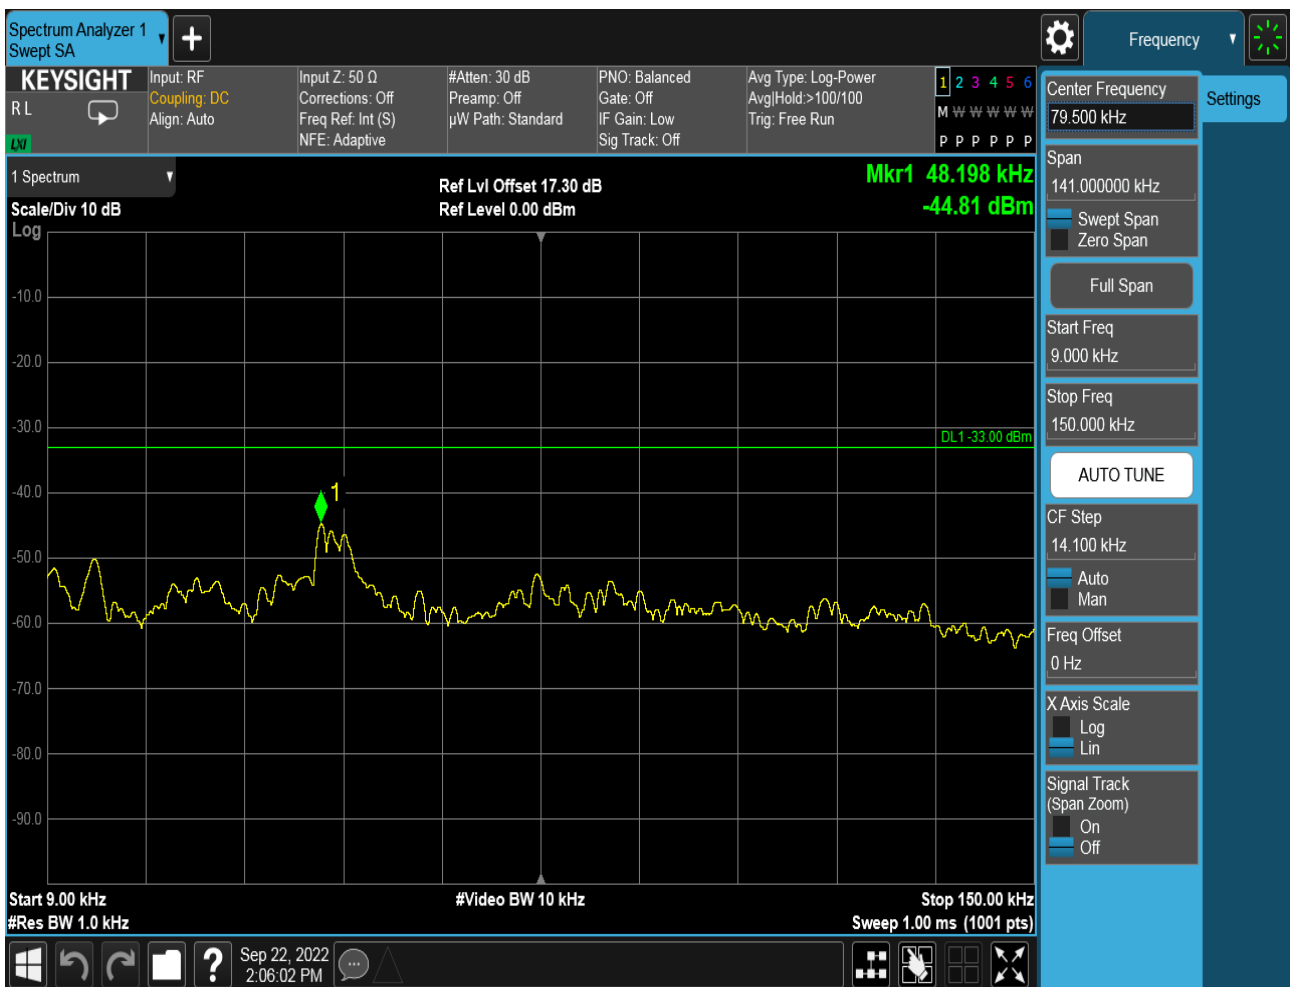 Spectrum Analyzer 1
Swept SA
Frequency
KEYSIGHT
R L
LXI
Input: RF
Coupling: DC
Align: Auto
Input Z: 50 Ω
Corrections: Off
Freq Ref: Int (S)
NFE: Adaptive
#Atten: 30 dB
Preamp: Off
µW Path: Standard
PNO: Balanced
Gate: Off
IF Gain: Low
Sig Track: Off
Avg Type: Log-Power
Avg|Hold:>100/100
Trig: Free Run
1 2 3 4 5 6
M W W W W W
P P P P P P
1 Spectrum
Scale/Div 10 dB
Log
Ref Lvl Offset 17.30 dB
Ref Level 0.00 dBm
Mkr1 48.198 kHz
-44.81 dBm
-10.0
-20.0
-30.0
DL1 -33.00 dBm
-40.0
1
-50.0
-60.0
-70.0
-80.0
-90.0
Start 9.00 kHz
#Video BW 10 kHz
Stop 150.00 kHz
#Res BW 1.0 kHz
Sweep 1.00 ms (1001 pts)
Sep 22, 2022
2:06:02 PM
Center Frequency
79.500 kHz
Settings
Span
141.000000 kHz
Swept Span
Zero Span
Full Span
Start Freq
9.000 kHz
Stop Freq
150.000 kHz
AUTO TUNE
CF Step
14.100 kHz
Auto
Man
Freq Offset
0 Hz
X Axis Scale
Log
Lin
Signal Track
(Span Zoom)
On
Off